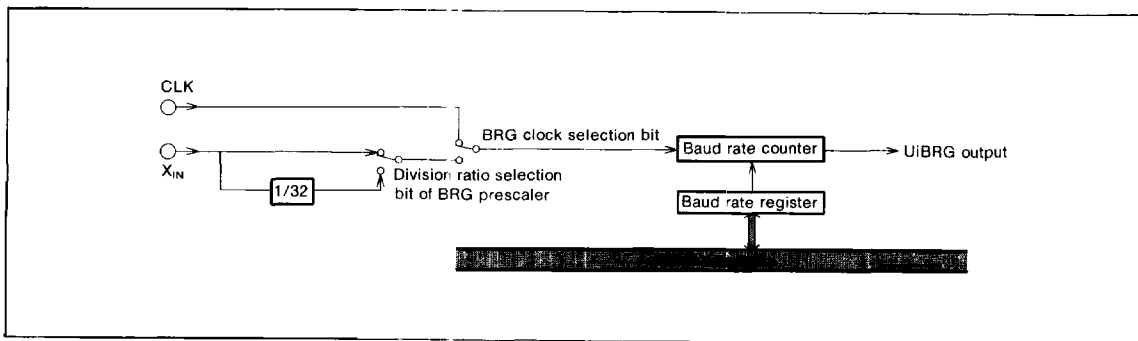 CLK
XIN
1/32
Division ratio selection
bit of BRG prescaler
BRG clock selection bit
Baud rate counter
UiBRG output
Baud rate register